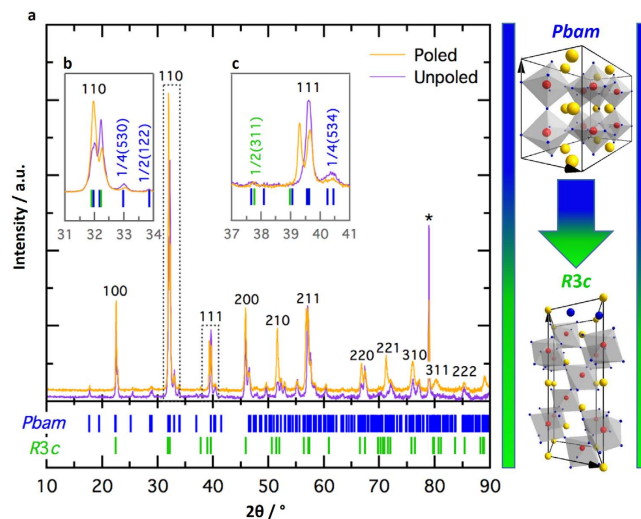 a
b
110
1/4(530)
1/2(122)
31 32 33 34
110
c
111
1/2(311)
1/4(534)
37 38 39 40 41
Poled
Unpoled
100
111
200
210
211
220
221
310
311
222
*
Intensity / a.u.
Pbam
R3c
10 20 30 40 50 60 70 80 90
2θ / °
Pbam
R3c